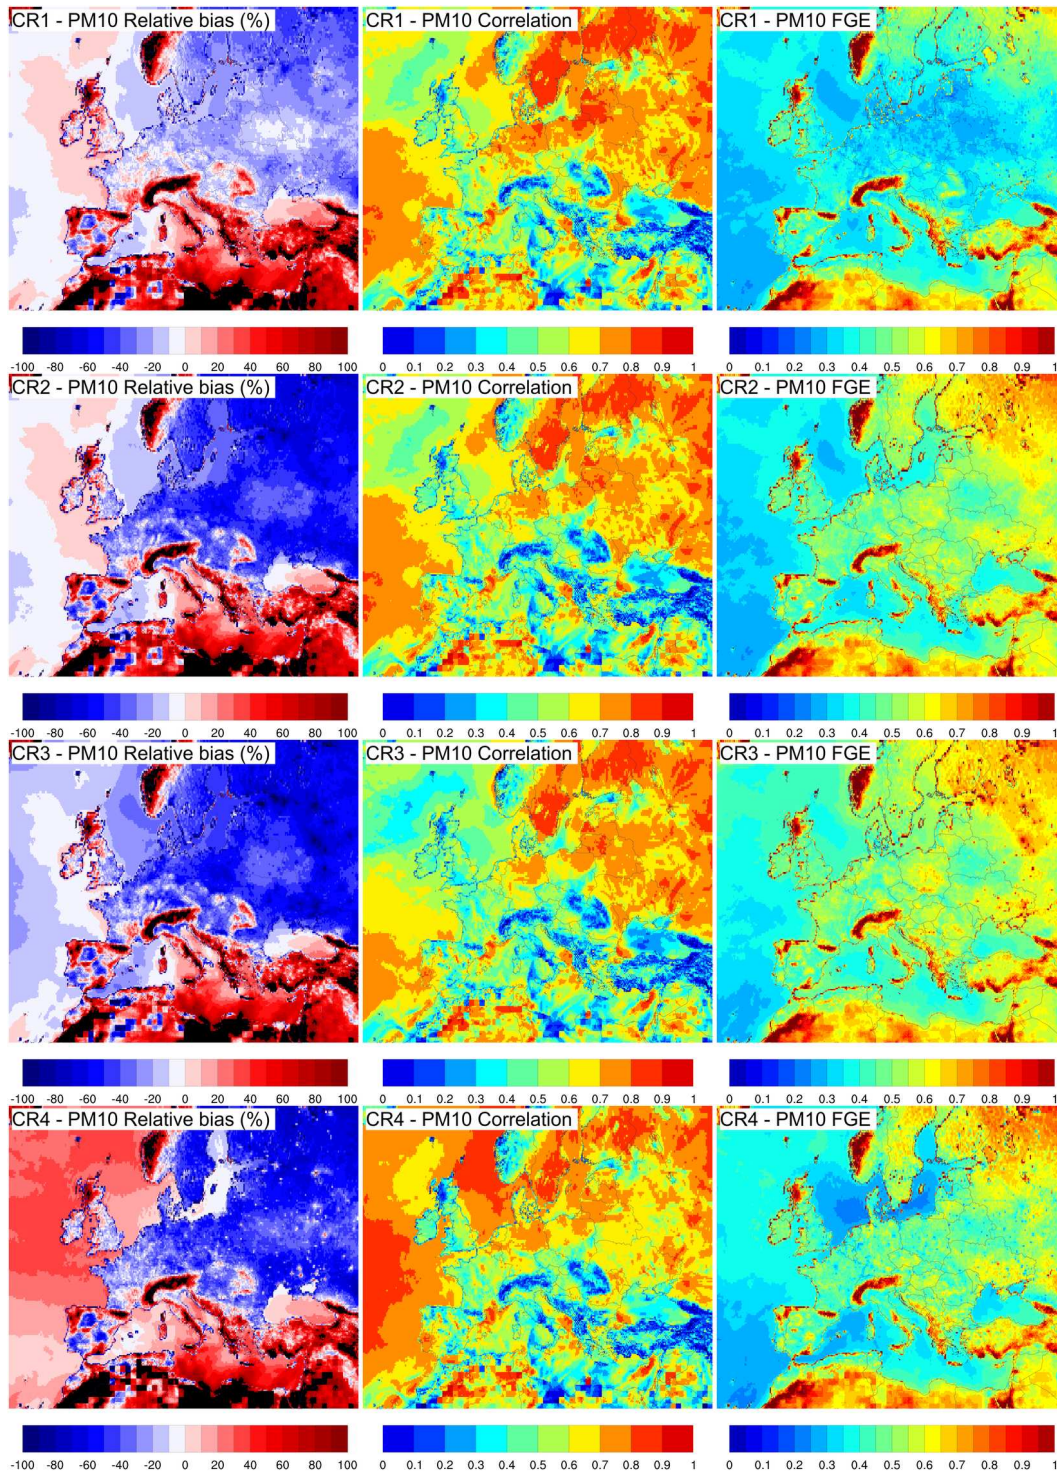 CR1 - PM10 Relative bias (%) CR1 - PM10 Correlation CR1 - PM10 FGE
-100 -80 -60 -40 -20 0 20 40 60 80 100 0 0.1 0.2 0.3 0.4 0.5 0.6 0.7 0.8 0.9 1 0 0.1 0.2 0.3 0.4 0.5 0.6 0.7 0.8 0.9 1
CR2 - PM10 Relative bias (%) CR2 - PM10 Correlation CR2 - PM10 FGE
-100 -80 -60 -40 -20 0 20 40 60 80 100 0 0.1 0.2 0.3 0.4 0.5 0.6 0.7 0.8 0.9 1 0 0.1 0.2 0.3 0.4 0.5 0.6 0.7 0.8 0.9 1
CR3 - PM10 Relative bias (%) CR3 - PM10 Correlation CR3 - PM10 FGE
-100 -80 -60 -40 -20 0 20 40 60 80 100 0 0.1 0.2 0.3 0.4 0.5 0.6 0.7 0.8 0.9 1 0 0.1 0.2 0.3 0.4 0.5 0.6 0.7 0.8 0.9 1
CR4 - PM10 Relative bias (%) CR4 - PM10 Correlation CR4 - PM10 FGE
-100 -80 -60 -40 -20 0 20 40 60 80 100 0 0.1 0.2 0.3 0.4 0.5 0.6 0.7 0.8 0.9 1 0 0.1 0.2 0.3 0.4 0.5 0.6 0.7 0.8 0.9 1